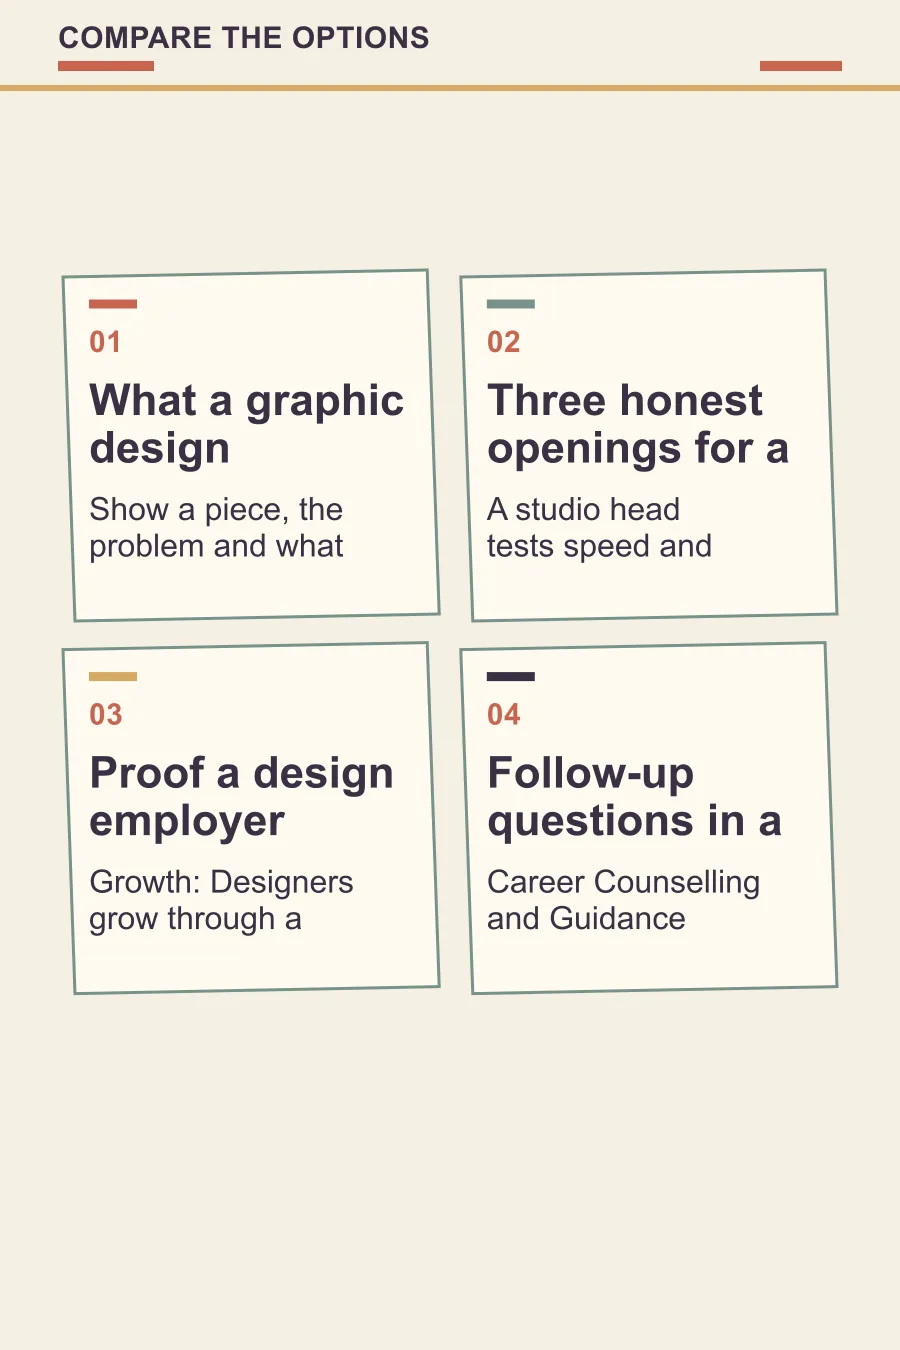 COMPARE THE OPTIONS
01
What a graphic
design
Show a piece, the
problem and what
02
Three honest
openings for a
A studio head
tests speed and
03
Proof a design
employer
Growth: Designers
grow through a
04
Follow-up
questions in a
Career Counselling
and Guidance